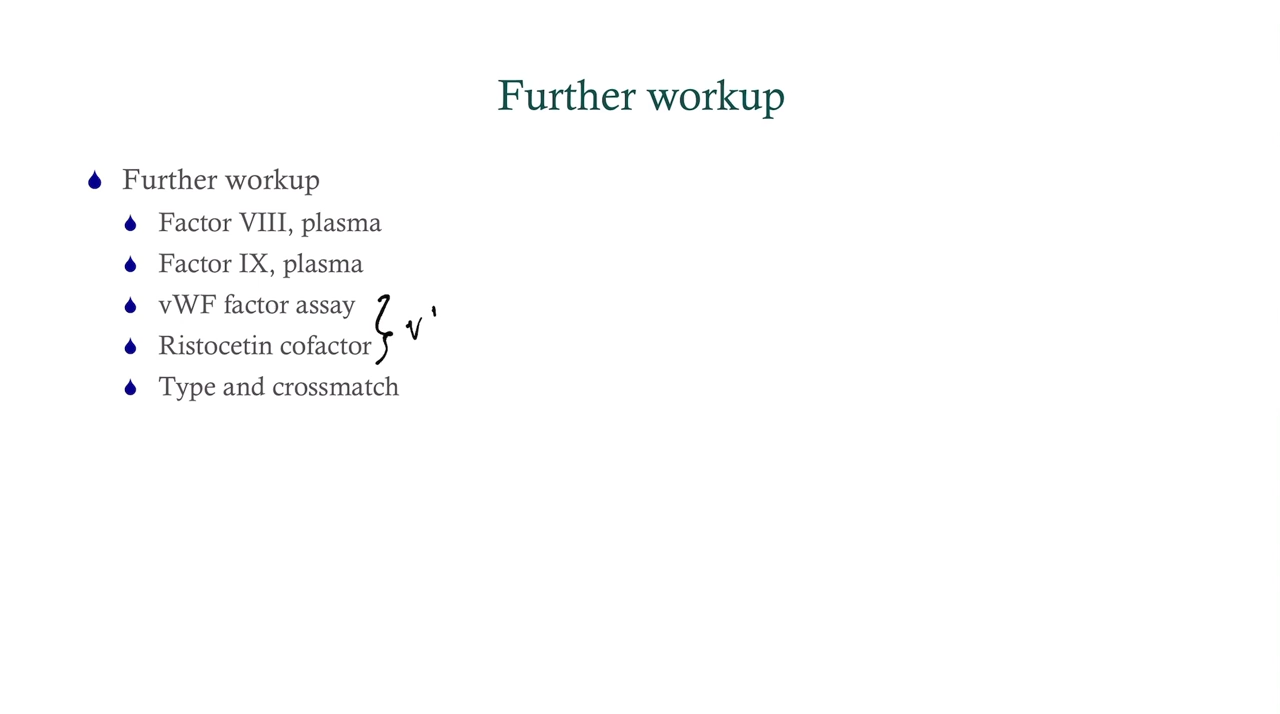 Further workup
Further workup
Factor VIII, plasma
Factor IX, plasma
vWF factor assay
Ristocetin cofactor
v'
Type and crossmatch